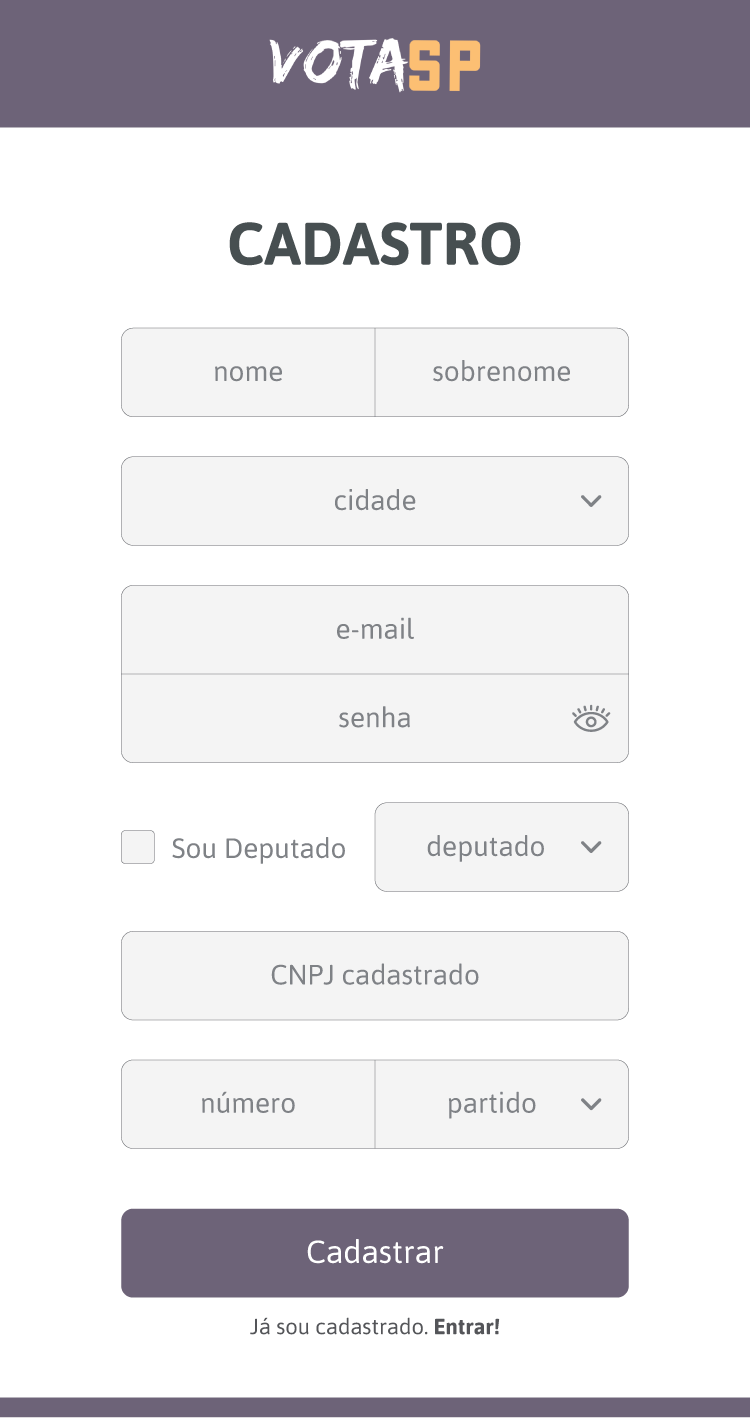 VOTASP
CADASTRO
nome sobrenome
cidade
e-mail
senha
Sou Deputado deputado
CNPJ cadastrado
número partido
Cadastrar
Já sou cadastrado. Entrar!